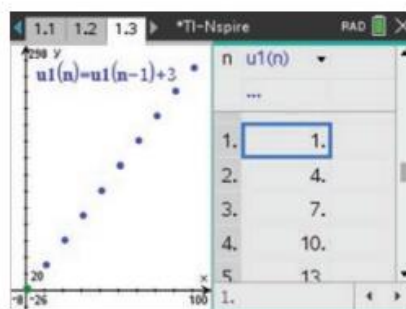 1.1 1.2 1.3 *TI-Nspire RAD
290 y
u1(n)=u1(n-1)+3
20
x
-8 -26 100
n u1(n)
...
1. 1.
2. 4.
3. 7.
4. 10.
5. 13.
1.